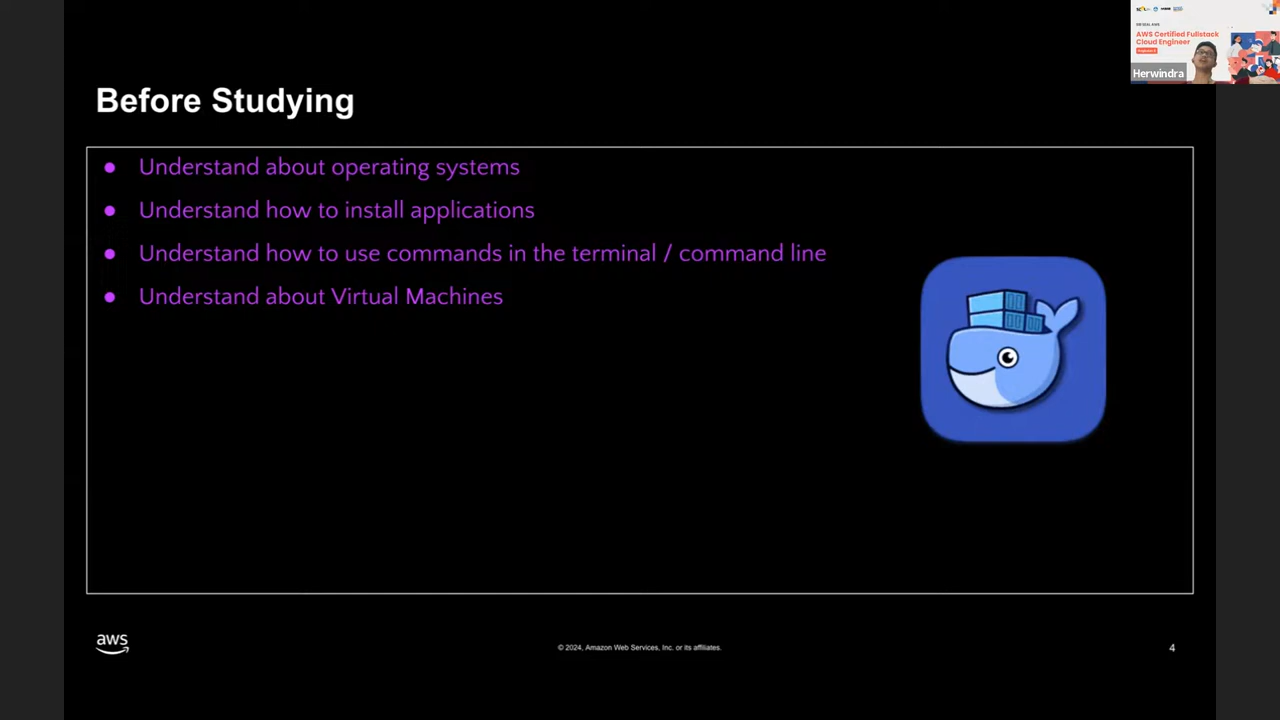 AWS Certified Fullstack
Cloud Engineer
Herwindra
Before Studying
● Understand about operating systems
● Understand how to install applications
● Understand how to use commands in the terminal / command line
● Understand about Virtual Machines
aws
© 2024, Amazon Web Services, Inc. or its affiliates.
4